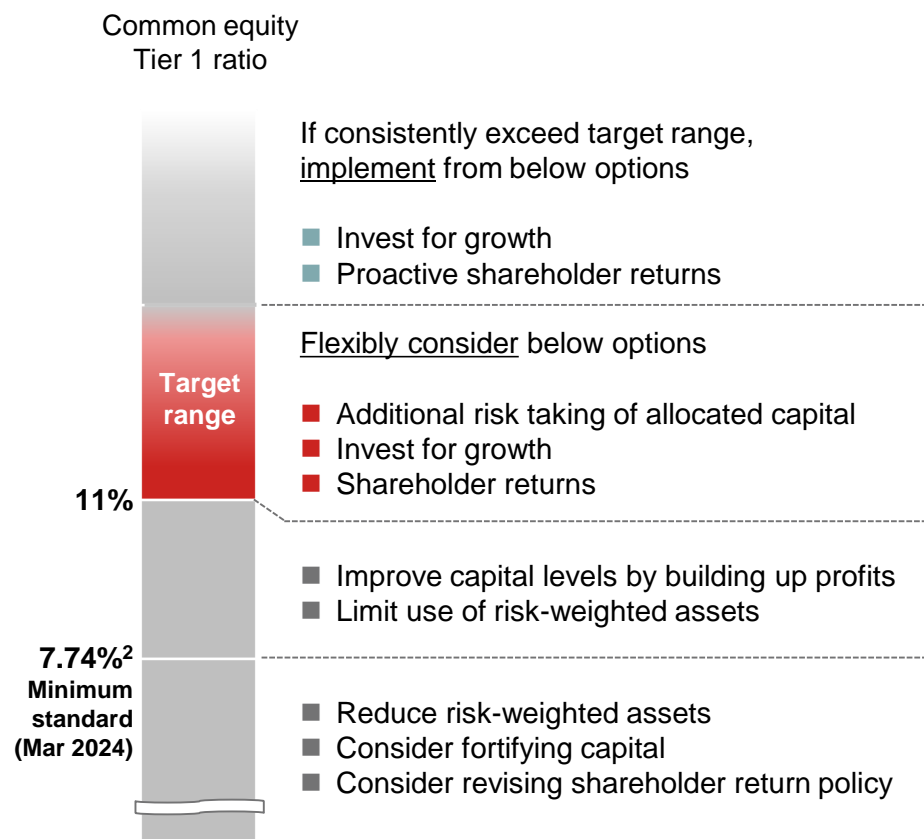 Common equity
Tier 1 ratio
If consistently exceed target range,
implement from below options
Invest for growth
Proactive shareholder returns
Flexibly consider below options
Target
range
Additional risk taking of allocated capital
Invest for growth
Shareholder returns
11%
Improve capital levels by building up profits
Limit use of risk-weighted assets
7.74%²
Minimum
standard
(Mar 2024)
Reduce risk-weighted assets
Consider fortifying capital
Consider revising shareholder return policy